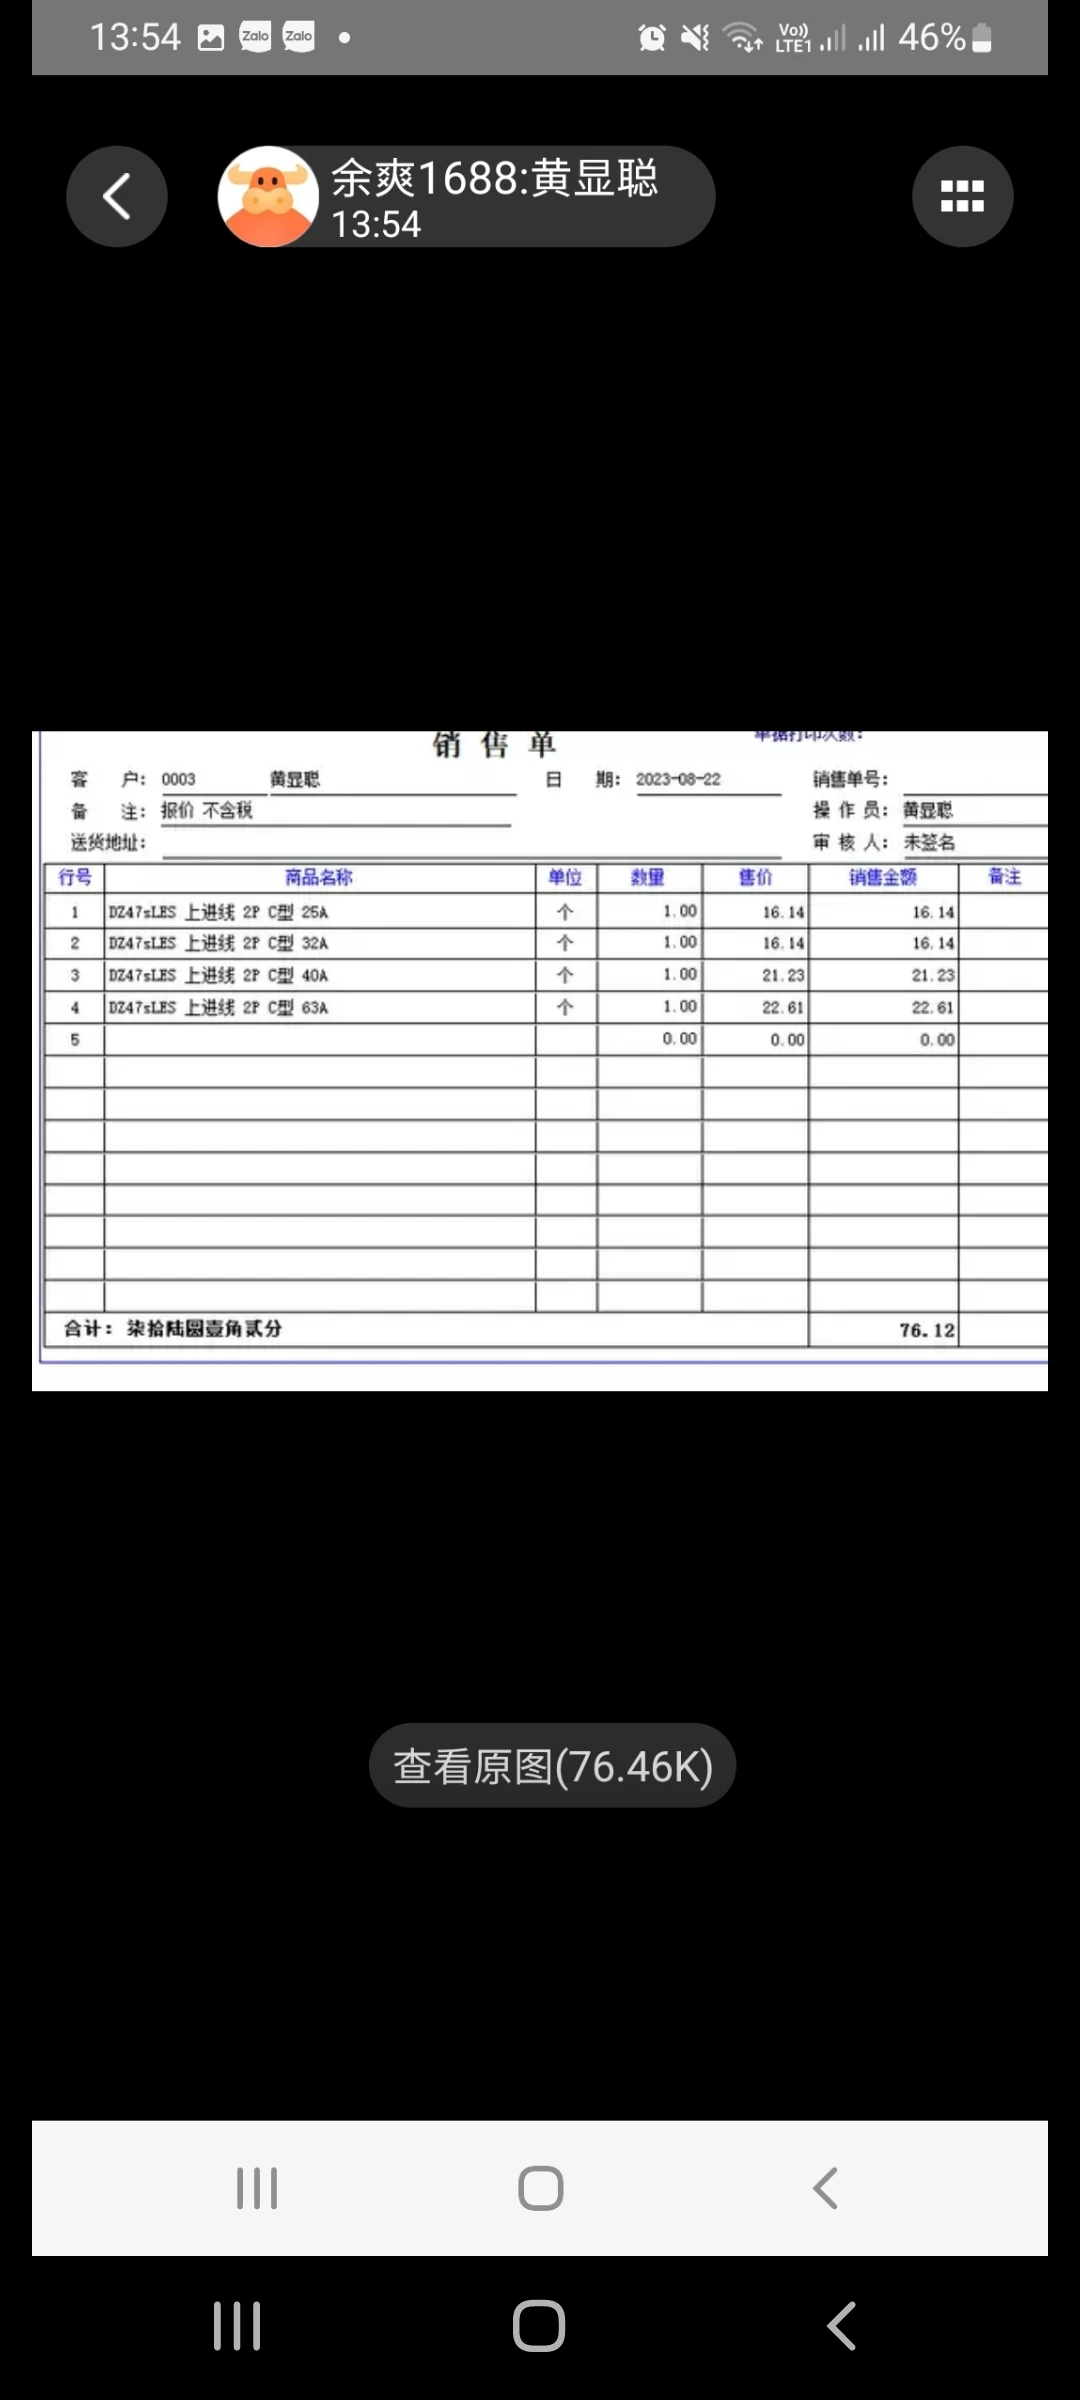 13:54 Zalo Zalo Vo)) LTE1 46%
余爽1688:黄显聪
13:54
销 售 单 单据打印次数:
客 户: 0003 黄显聪 日 期: 2023-08-22 销售单号:
备 注: 报价 不含税 操 作 员: 黄显聪
送货地址: 审 核 人: 未签名
行号 商品名称 单位 数量 售价 销售金额 备注
1 DZ47sLES 上进线 2P C型 25A 个 1.00 16.14 16.14
2 DZ47sLES 上进线 2P C型 32A 个 1.00 16.14 16.14
3 DZ47sLES 上进线 2P C型 40A 个 1.00 21.23 21.23
4 DZ47sLES 上进线 2P C型 63A 个 1.00 22.61 22.61
5 0.00 0.00 0.00
合计: 柒拾陆圆壹角贰分 76.12
查看原图(76.46K)